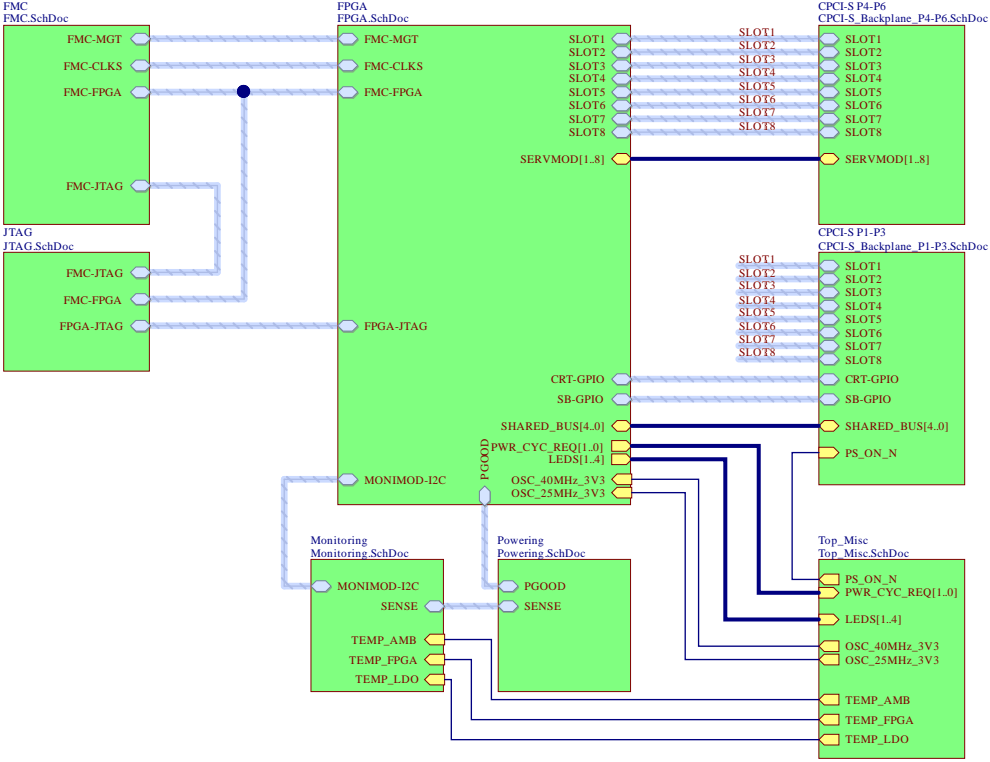 FMC
FMC.SchDoc
FMC-MGT
FMC-CLKS
FMC-FPGA
FMC-JTAG
JTAG
JTAG.SchDoc
FMC-JTAG
FMC-FPGA
FPGA-JTAG
FPGA
FPGA.SchDoc
FMC-MGT
FMC-CLKS
FMC-FPGA
FPGA-JTAG
MONIMOD-I2C
SLOT1
SLOT2
SLOT3
SLOT4
SLOT5
SLOT6
SLOT7
SLOT8
SERVMOD[1..8]
CRT-GPIO
SB-GPIO
SHARED_BUS[4..0]
PWR_CYC_REQ[1..0]
LEDS[1..4]
OSC_40MHz_3V3
OSC_25MHz_3V3
PGOOD
SLOT1
SLOT2
SLOT3
SLOT4
SLOT5
SLOT6
SLOT7
SLOT8
CPCI-S P4-P6
CPCI-S_Backplane_P4-P6.SchDoc
SLOT1
SLOT2
SLOT3
SLOT4
SLOT5
SLOT6
SLOT7
SLOT8
SERVMOD[1..8]
CPCI-S P1-P3
CPCI-S_Backplane_P1-P3.SchDoc
SLOT1
SLOT2
SLOT3
SLOT4
SLOT5
SLOT6
SLOT7
SLOT8
SLOT1
SLOT2
SLOT3
SLOT4
SLOT5
SLOT6
SLOT7
SLOT8
CRT-GPIO
SB-GPIO
SHARED_BUS[4..0]
PS_ON_N
Monitoring
Monitoring.SchDoc
MONIMOD-I2C
SENSE
TEMP_AMB
TEMP_FPGA
TEMP_LDO
Powering
Powering.SchDoc
PGOOD
SENSE
Top_Misc
Top_Misc.SchDoc
PS_ON_N
PWR_CYC_REQ[1..0]
LEDS[1..4]
OSC_40MHz_3V3
OSC_25MHz_3V3
TEMP_AMB
TEMP_FPGA
TEMP_LDO